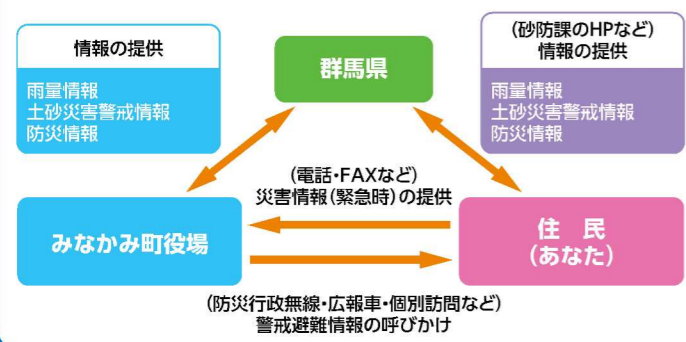 情報の提供
雨量情報
土砂災害警戒情報
防災情報
群馬県
(砂防課のHPなど)
情報の提供
雨量情報
土砂災害警戒情報
防災情報
(電話・FAXなど)
災害情報(緊急時)の提供
みなかみ町役場
住　民
(あなた)
(防災行政無線・広報車・個別訪問など)
警戒避難情報の呼びかけ